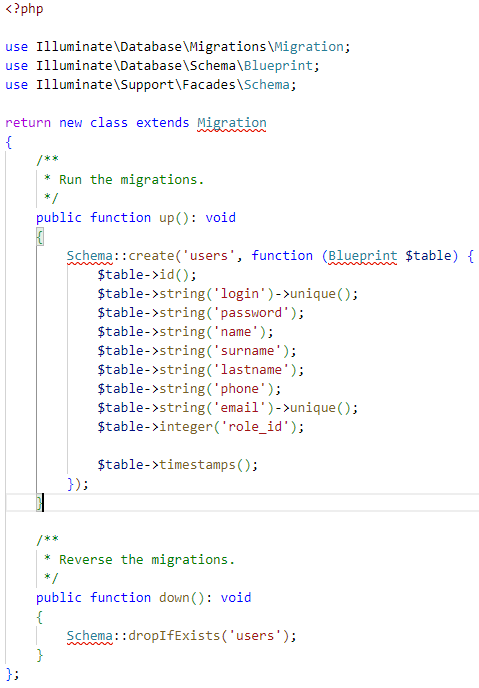 <?php
use Illuminate\Database\Migrations\Migration;
use Illuminate\Database\Schema\Blueprint;
use Illuminate\Support\Facades\Schema;
return new class extends Migration
{
    /**
     * Run the migrations.
     */
    public function up(): void
    {
        Schema::create('users', function (Blueprint $table) {
            $table->id();
            $table->string('login')->unique();
            $table->string('password');
            $table->string('name');
            $table->string('surname');
            $table->string('lastname');
            $table->string('phone');
            $table->string('email')->unique();
            $table->integer('role_id');
            $table->timestamps();
        });
    }
    /**
     * Reverse the migrations.
     */
    public function down(): void
    {
        Schema::dropIfExists('users');
    }
};